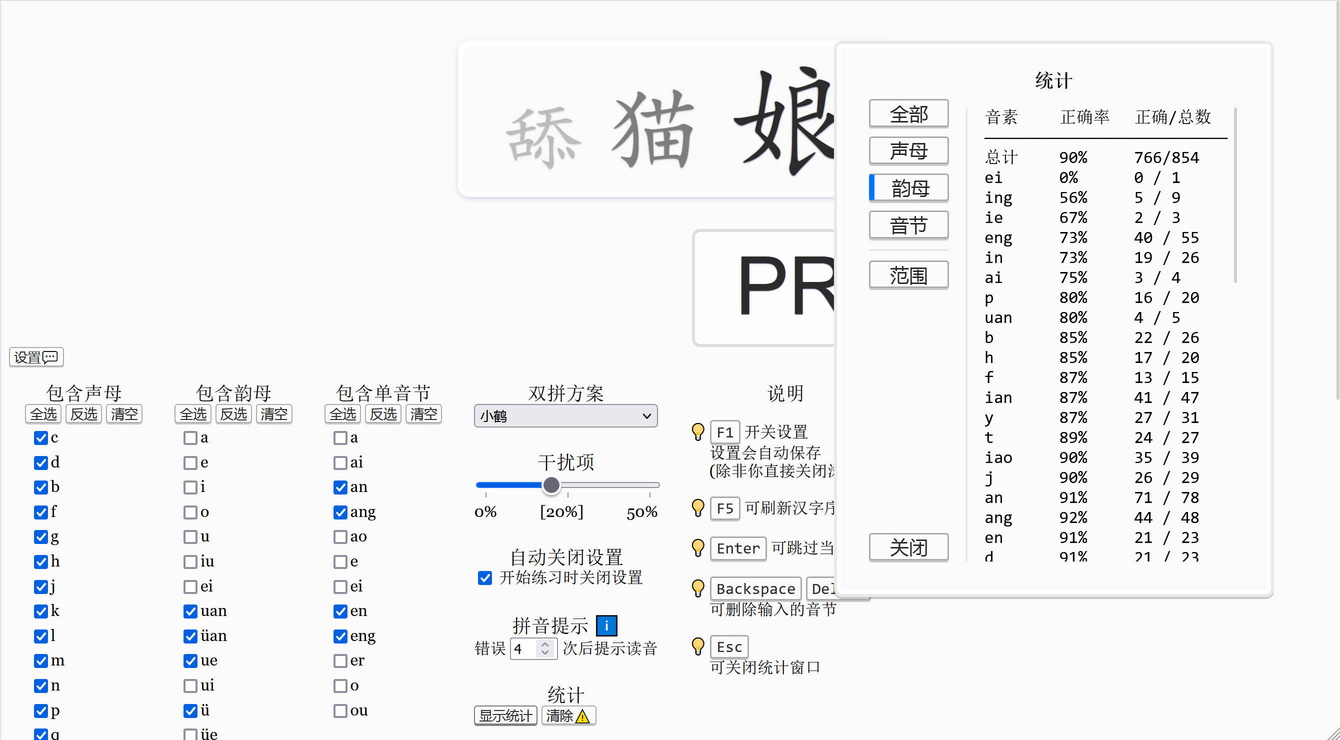 舔 猫 娘
PR
设置
包含声母
全选 反选 清空
c
d
b
f
g
h
j
k
l
m
n
p
q
包含韵母
全选 反选 清空
a
e
i
o
u
iu
ei
uan
üan
ue
ui
ü
üe
包含单音节
全选 反选 清空
a
ai
an
ang
ao
e
ei
en
eng
er
o
ou
双拼方案
小鹤
干扰项
0% [20%] 50%
自动关闭设置
开始练习时关闭设置
拼音提示 i
错误 4 次后提示读音
统计
显示统计 清除
说明
F1 开关设置
设置会自动保存
(除非你直接关闭
F5 可刷新汉字序
Enter 可跳过当
Backspace Del
可删除输入的音节
Esc
可关闭统计窗口
统计
全部
声母
韵母
音节
范围
关闭
音素 正确率 正确/总数
总计 90% 766/854
ei 0% 0 / 1
ing 56% 5 / 9
ie 67% 2 / 3
eng 73% 40 / 55
in 73% 19 / 26
ai 75% 3 / 4
p 80% 16 / 20
uan 80% 4 / 5
b 85% 22 / 26
h 85% 17 / 20
f 87% 13 / 15
ian 87% 41 / 47
y 87% 27 / 31
t 89% 24 / 27
iao 90% 35 / 39
j 90% 26 / 29
an 91% 71 / 78
ang 92% 44 / 48
en 91% 21 / 23
d 91% 21 / 23